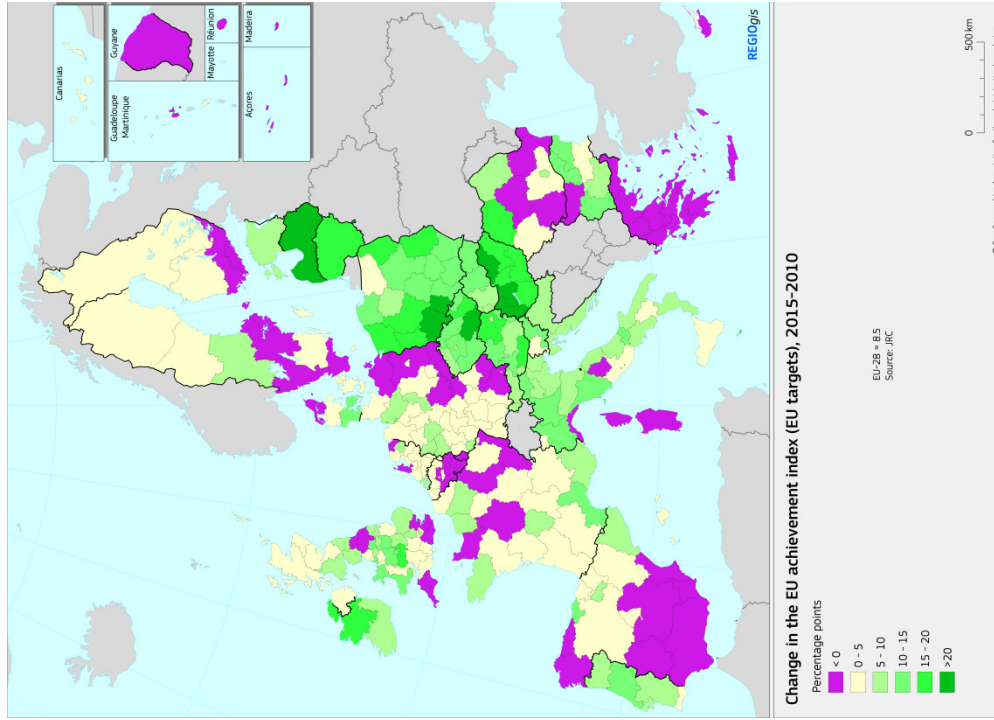 Canarias
Guadeloupe
Martinique
Guyane
Mayotte
Réunion
Açores
Madeira
REGIOgis
Change in the EU achievement index (EU targets), 2015-2010
Percentage points
< 0
0 - 5
5 - 10
10 - 15
15 - 20
>20
EU-28 = 8.5
Source: JRC
0
500 km